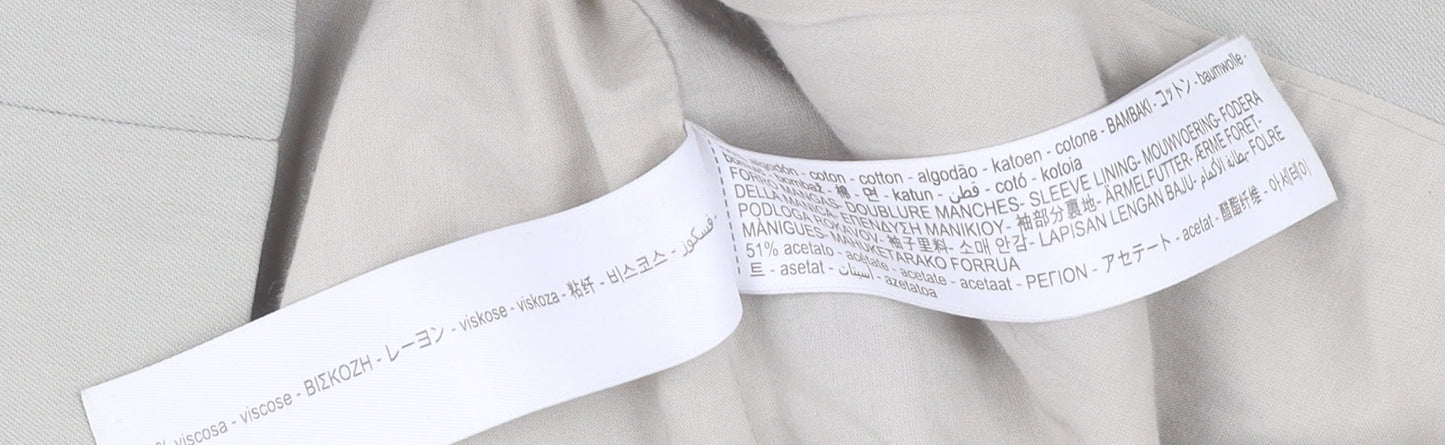 % viscosa - viscose - ΒΙΣΚΟΖΗ - レーヨン - viskose - viskoza - 粘纤 - 비스코스 - فسكوز -
algodón - coton - cotton - algodão - katoen - cotone - BAMBAKI - コットン - baumwolle -
bombaž - 棉 - 면 - katun - قطن - cotó - kotoia
FORRO MANGAS- DOUBLURE MANCHES- SLEEVE LINING- MOUWVOERING- FODERA
DELLA MANICA- ΕΠΕΝΔΥΣΗ ΜΑΝΙΚΙΟΥ- 袖部分裏地- ÄRMELFUTTER- ÆRME FORET-
PODLOGA ROKAVOV- 袖子里料- 소매 안감- LAPISAN LENGAN BAJU- بطانة الأكمام- FOLRE
MÀNIGUES- MAHUKETARAKO FORRUA
51% acetato - acétate - acetate - acetaat - ΡΕΓΙΟΝ - アセテート - acetat - 醋酯纤维 - 아세테이
트 - asetat - أسيتات - azetatoa